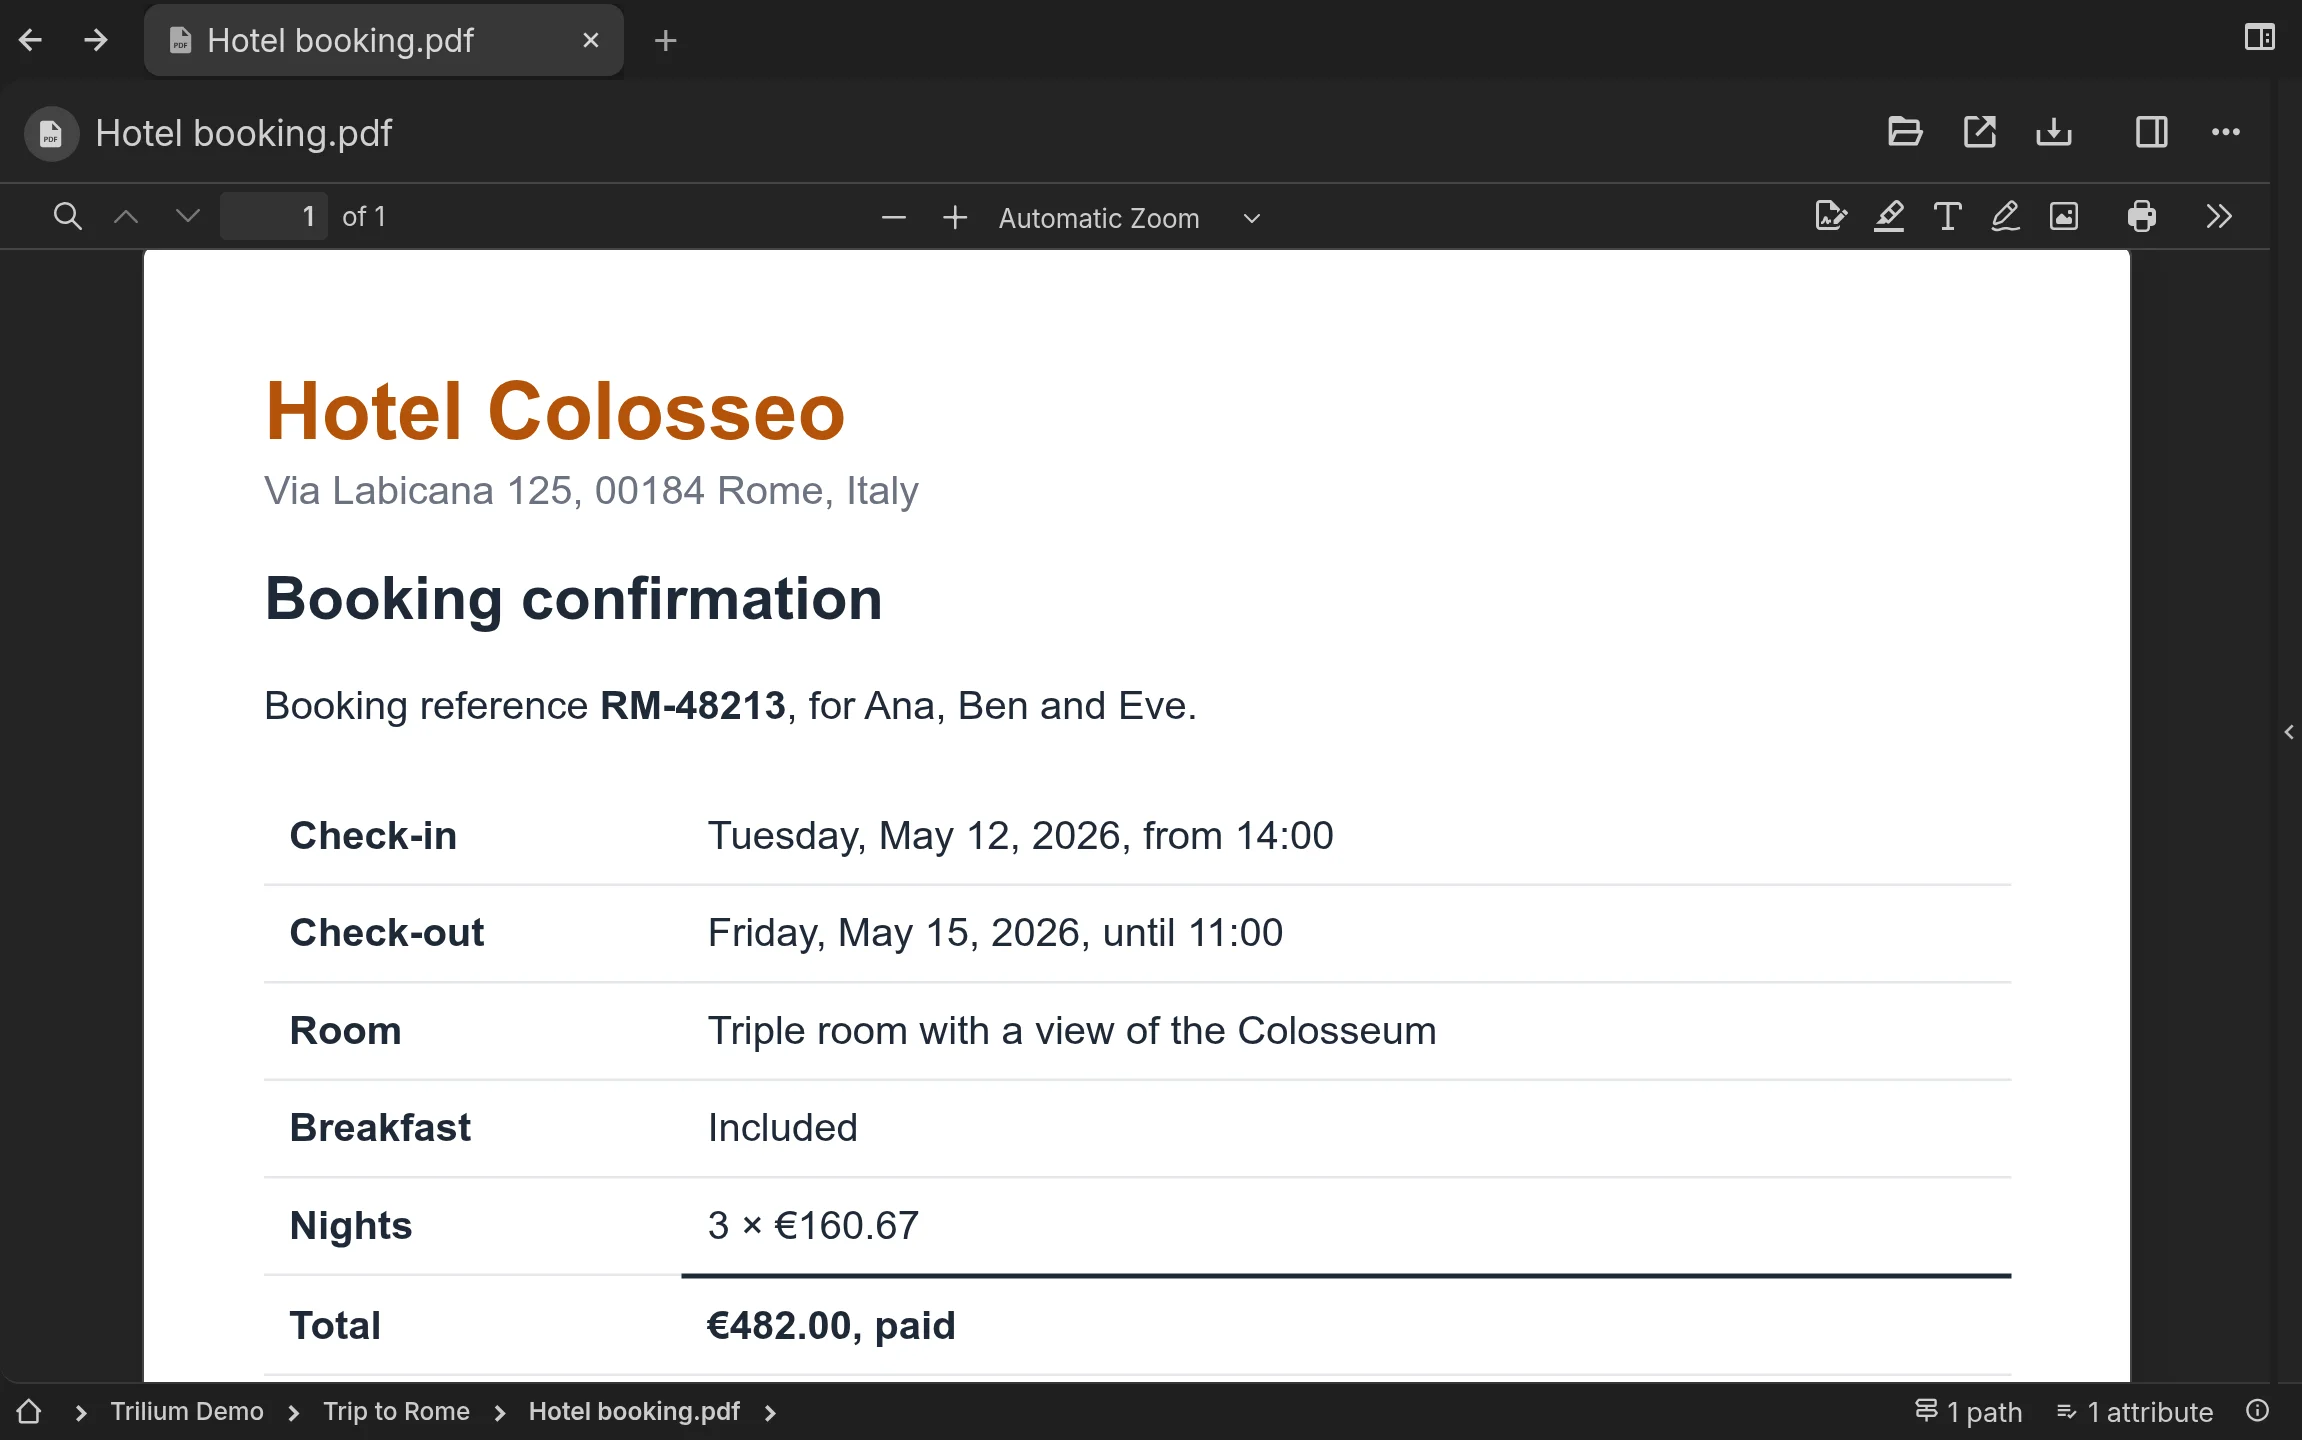 Hotel booking.pdf
Hotel booking.pdf
1 of 1
Automatic Zoom
Hotel Colosseo
Via Labicana 125, 00184 Rome, Italy
Booking confirmation
Booking reference RM-48213, for Ana, Ben and Eve.
Check-in Tuesday, May 12, 2026, from 14:00
Check-out Friday, May 15, 2026, until 11:00
Room Triple room with a view of the Colosseum
Breakfast Included
Nights 3 × €160.67
Total €482.00, paid
Trilium Demo Trip to Rome Hotel booking.pdf 1 path 1 attribute